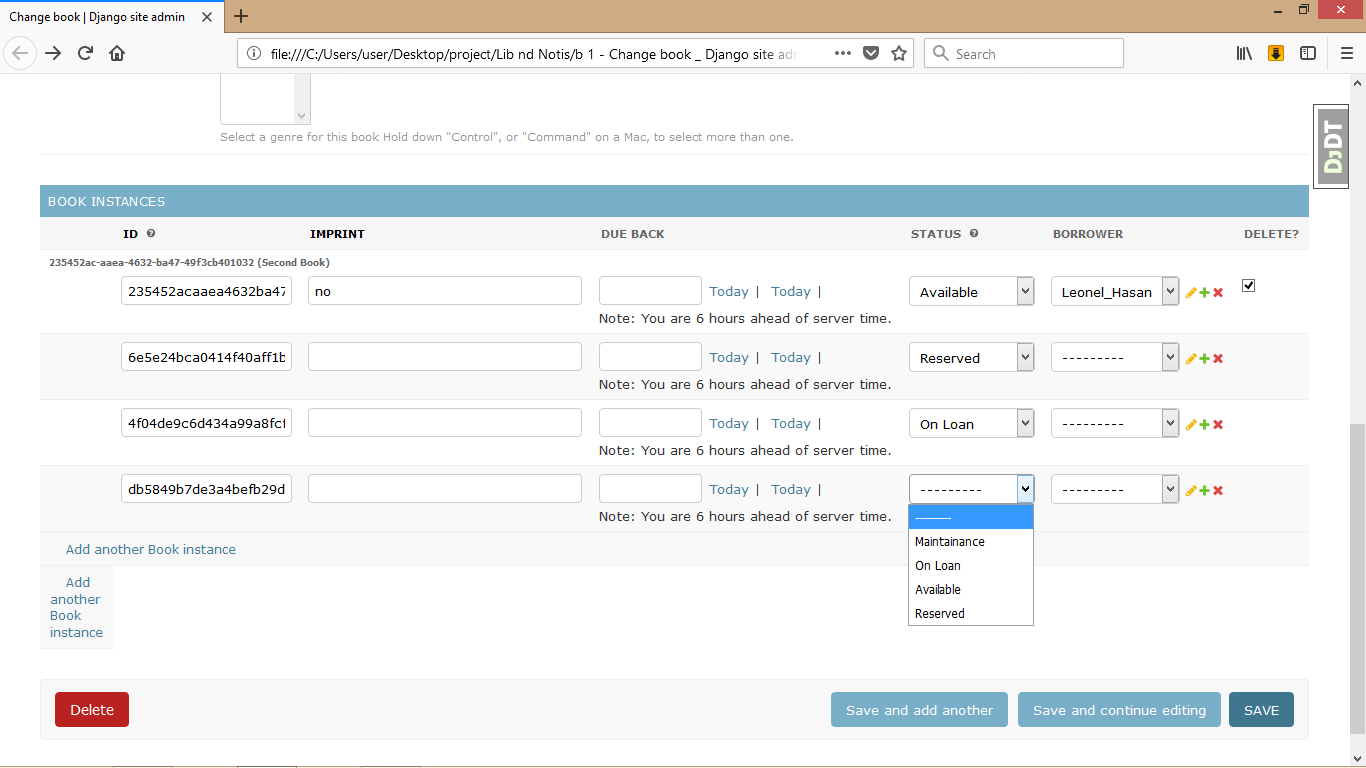 Change book | Django site admin
file:///C:/Users/user/Desktop/project/Lib nd Notis/b 1 - Change book _ Django site adm
Search
Select a genre for this book Hold down "Control", or "Command" on a Mac, to select more than one.
DJDT
BOOK INSTANCES
ID IMPRINT DUE BACK STATUS BORROWER DELETE?
235452ac-aaea-4632-ba47-49f3cb401032 (Second Book)
235452acaaea4632ba47 no Today | Today | Available Leonel_Hasan
Note: You are 6 hours ahead of server time.
6e5e24bca0414f40aff1b Today | Today | Reserved ---------
Note: You are 6 hours ahead of server time.
4f04de9c6d434a99a8fcf Today | Today | On Loan ---------
Note: You are 6 hours ahead of server time.
db5849b7de3a4befb29d Today | Today | --------- ---------
Note: You are 6 hours ahead of server time.
---------
Maintainance
On Loan
Available
Reserved
Add another Book instance
Add
another
Book
instance
Delete Save and add another Save and continue editing SAVE